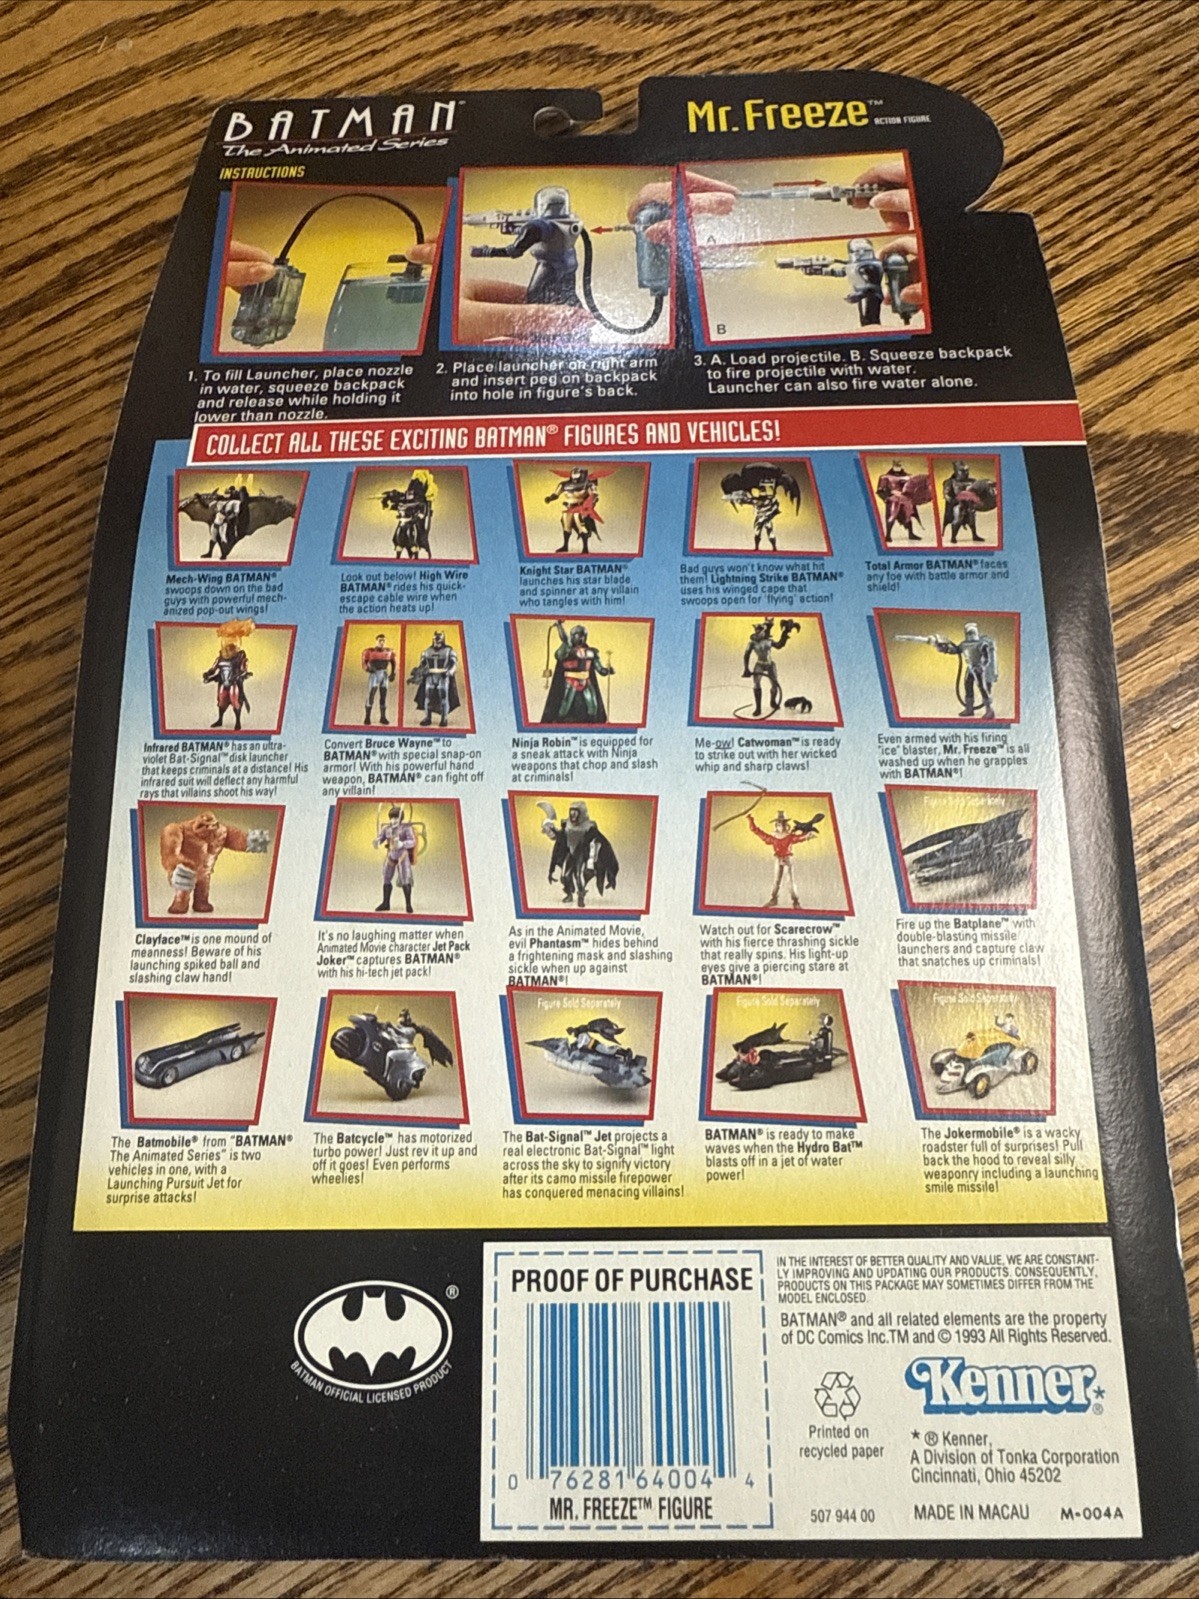 BATMAN™
The Animated Series
Mr. Freeze™ ACTION FIGURE
INSTRUCTIONS
A
B
1. To fill Launcher, place nozzle
in water, squeeze backpack
and release while holding it
lower than nozzle.
2. Place launcher on right arm
and insert peg on backpack
into hole in figure's back.
3. A. Load projectile. B. Squeeze backpack
to fire projectile with water.
Launcher can also fire water alone.
COLLECT ALL THESE EXCITING BATMAN® FIGURES AND VEHICLES!
Mech-Wing BATMAN®
swoops down on the bad
guys with powerful mech-
anized pop-out wings!
Look out below! High Wire
BATMAN® rides his quick-
escape cable wire when
the action heats up!
Knight Star BATMAN®
launches his star blade
and spinner at any villain
who tangles with him!
Bad guys won't know what hit
them! Lightning Strike BATMAN®
uses his winged cape that
swoops open for 'flying' action!
Total Armor BATMAN® faces
any foe with battle armor and
shield!
Infrared BATMAN® has an ultra-
violet Bat-Signal™ disk launcher
that keeps criminals at a distance! His
infrared suit will deflect any harmful
rays that villains shoot his way!
Convert Bruce Wayne™ to
BATMAN® with special snap-on
armor! With his powerful hand
weapon, BATMAN® can fight off
any villain!
Ninja Robin™ is equipped for
a sneak attack with Ninja
weapons that chop and slash
at criminals!
Me-ow! Catwoman™ is ready
to strike out with her wicked
whip and sharp claws!
Even armed with his firing
"ice" blaster, Mr. Freeze™ is all
washed up when he grapples
with BATMAN®!
Clayface™ is one mound of
meanness! Beware of his
launching spiked ball and
slashing claw hand!
It's no laughing matter when
Animated Movie character Jet Pack
Joker™ captures BATMAN®
with his hi-tech jet pack!
As in the Animated Movie,
evil Phantasm™ hides behind
a frightening mask and slashing
sickle when up against
BATMAN®!
Watch out for Scarecrow™
with his fierce thrashing sickle
that really spins. His light-up
eyes give a piercing stare at
BATMAN®!
Figure Sold Separately
Fire up the Batplane™ with
double-blasting missile
launchers and capture claw
that snatches up criminals!
The Batmobile® from "BATMAN®
The Animated Series" is two
vehicles in one, with a
Launching Pursuit Jet for
surprise attacks!
The Batcycle™ has motorized
turbo power! Just rev it up and
off it goes! Even performs
wheelies!
Figure Sold Separately
The Bat-Signal™ Jet projects a
real electronic Bat-Signal™ light
across the sky to signify victory
after its camo missile firepower
has conquered menacing villains!
Figure Sold Separately
BATMAN® is ready to make
waves when the Hydro Bat™
blasts off in a jet of water
power!
Figure Sold Separately
The Jokermobile® is a wacky
roadster full of surprises! Pull
back the hood to reveal silly
weaponry including a launching
smile missile!
®
BATMAN OFFICIAL LICENSED PRODUCT
PROOF OF PURCHASE
0 76281 64004 4
MR. FREEZE™ FIGURE
IN THE INTEREST OF BETTER QUALITY AND VALUE, WE ARE CONSTANT-
LY IMPROVING AND UPDATING OUR PRODUCTS. CONSEQUENTLY,
PRODUCTS ON THIS PACKAGE MAY SOMETIMES DIFFER FROM THE
MODEL ENCLOSED.
BATMAN® and all related elements are the property
of DC Comics Inc.TM and © 1993 All Rights Reserved.
Printed on
recycled paper
Kenner*®
* ® Kenner,
A Division of Tonka Corporation
Cincinnati, Ohio 45202
507 944 00
MADE IN MACAU
M-004A